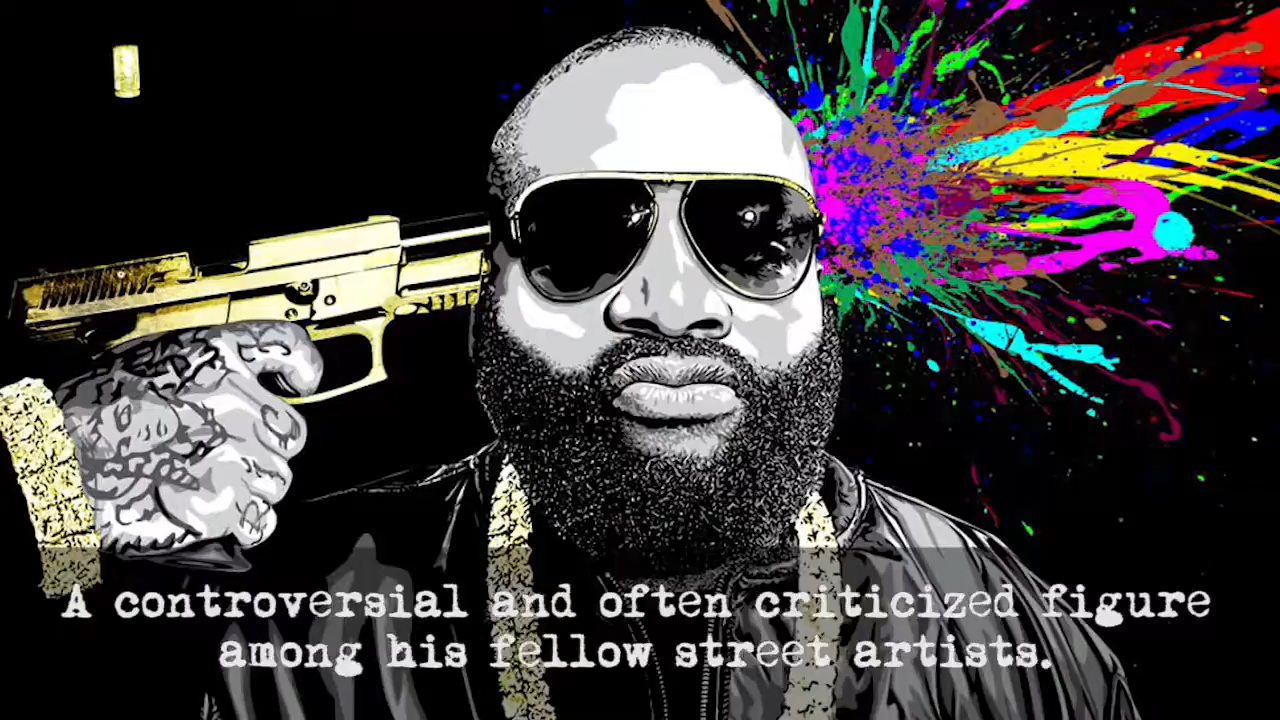 A controversial and often criticized figure
among his fellow street artists.